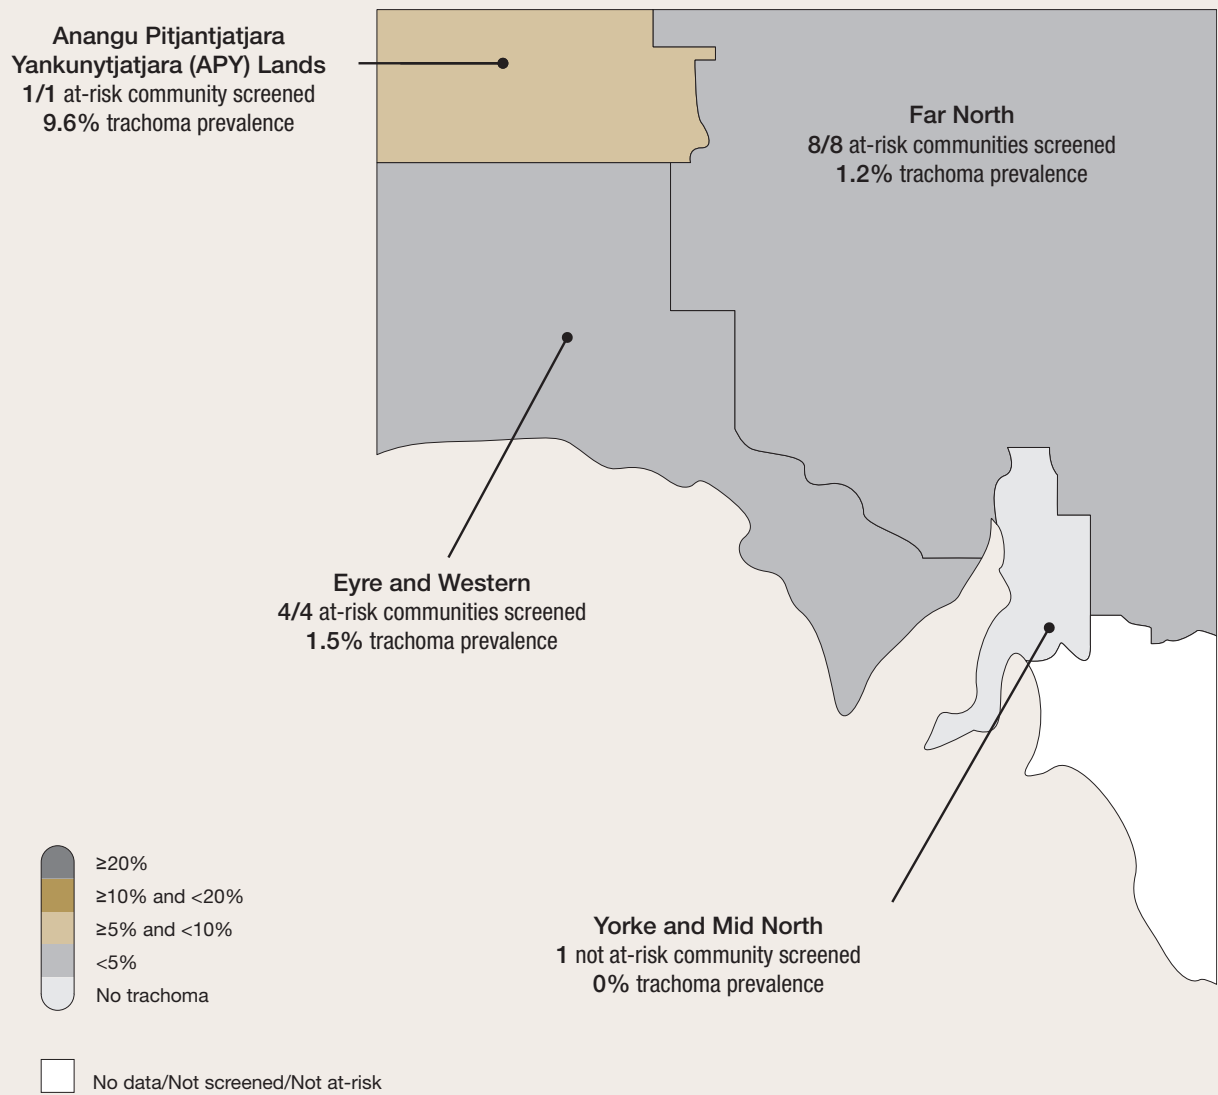 Anangu Pitjantjatjara
Yankunytjatjara (APY) Lands
1/1 at-risk community screened
9.6% trachoma prevalence
Far North
8/8 at-risk communities screened
1.2% trachoma prevalence
Eyre and Western
4/4 at-risk communities screened
1.5% trachoma prevalence
Yorke and Mid North
1 not at-risk community screened
0% trachoma prevalence
≥20%
≥10% and <20%
≥5% and <10%
<5%
No trachoma
No data/Not screened/Not at-risk